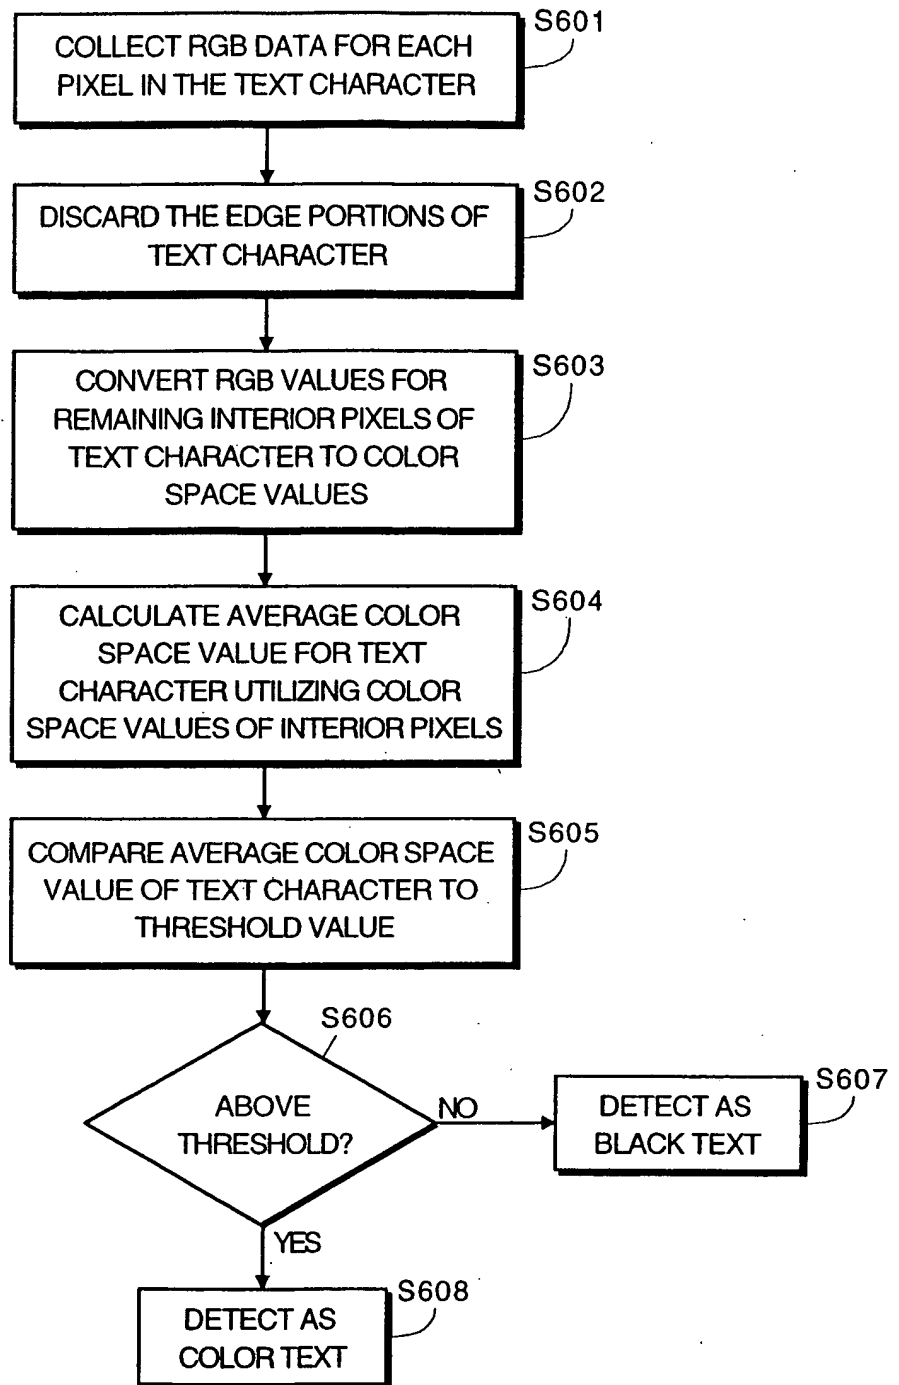 S601
COLLECT RGB DATA FOR EACH
PIXEL IN THE TEXT CHARACTER
S602
DISCARD THE EDGE PORTIONS OF
TEXT CHARACTER
S603
CONVERT RGB VALUES FOR
REMAINING INTERIOR PIXELS OF
TEXT CHARACTER TO COLOR
SPACE VALUES
S604
CALCULATE AVERAGE COLOR
SPACE VALUE FOR TEXT
CHARACTER UTILIZING COLOR
SPACE VALUES OF INTERIOR PIXELS
S605
COMPARE AVERAGE COLOR SPACE
VALUE OF TEXT CHARACTER TO
THRESHOLD VALUE
S606
ABOVE
THRESHOLD?
NO
S607
DETECT AS
BLACK TEXT
YES
S608
DETECT AS
COLOR TEXT